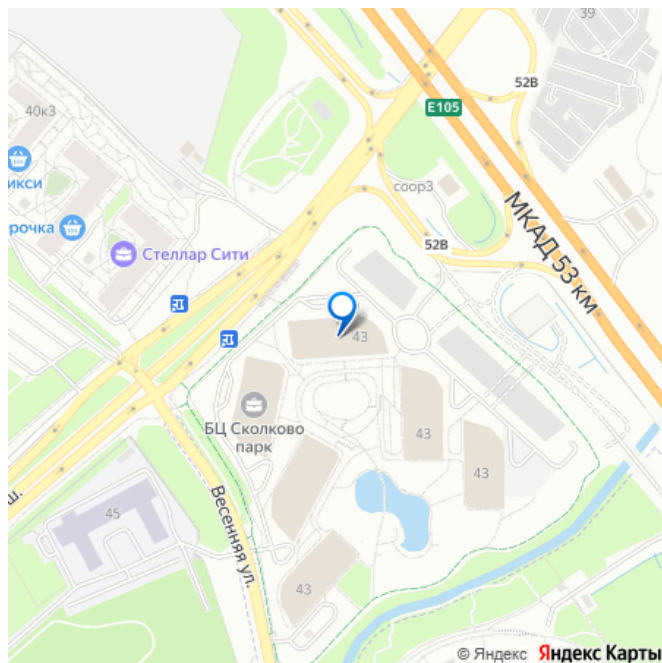 39
52В
E105
40к3
икси
соор3
рочка
Стеллар Сити
52В
МКАД 53 км
43
БЦ Сколково
парк
43
43
ш.
45
Весенняя ул.
43
© Яндекс Яндекс Карты